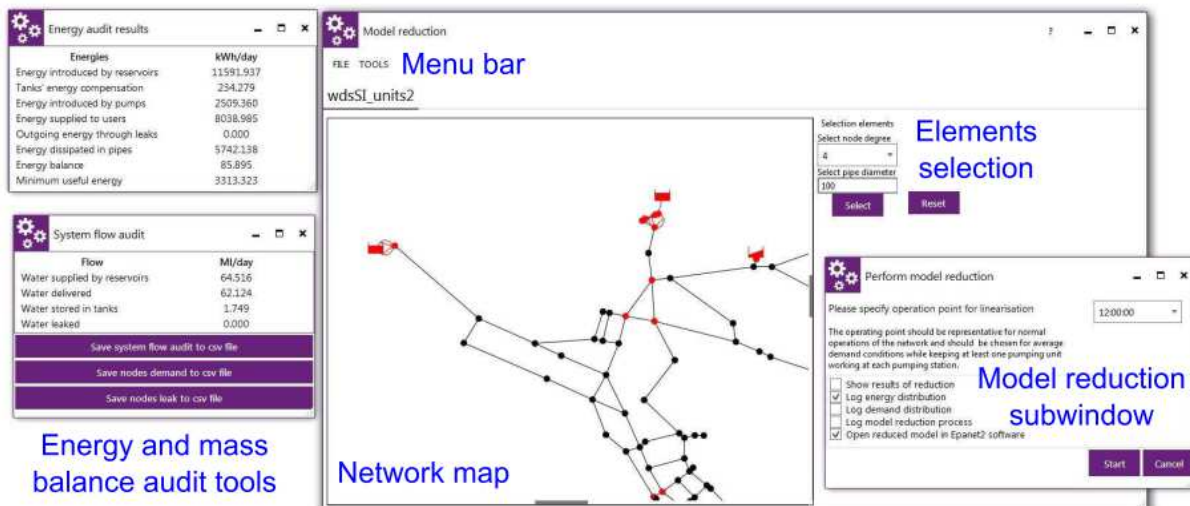 Energy audit results
Energies kWh/day
Energy introduced by reservoirs 11591.937
Tanks' energy compensation 234.279
Energy introduced by pumps 2509.360
Energy supplied to users 8038.985
Outgoing energy through leaks 0.000
Energy dissipated in pipes 5742.138
Energy balance 85.895
Minimum useful energy 3313.323
System flow audit
Flow Ml/day
Water supplied by reservoirs 64.516
Water delivered 62.124
Water stored in tanks 1.749
Water leaked 0.000
Save system flow audit to csv file
Save nodes demand to csv file
Save nodes leak to csv file
Energy and mass
balance audit tools
Model reduction ?
FILE TOOLS Menu bar
wdsSI_units2
Network map
Selection elements
Select node degree
4
Select pipe diameter
100
Select Reset
Elements
selection
Perform model reduction
Please specify operation point for linearisation 12:00:00
The operating point should be representative for normal
operations of the network and should be chosen for average
demand conditions while keeping at least one pumping unit
working at each pumping station.
Show results of reduction
Log energy distribution
Log demand distribution
Log model reduction process
Open reduced model in Epanet2 software
Model reduction
subwindow
Start Cancel